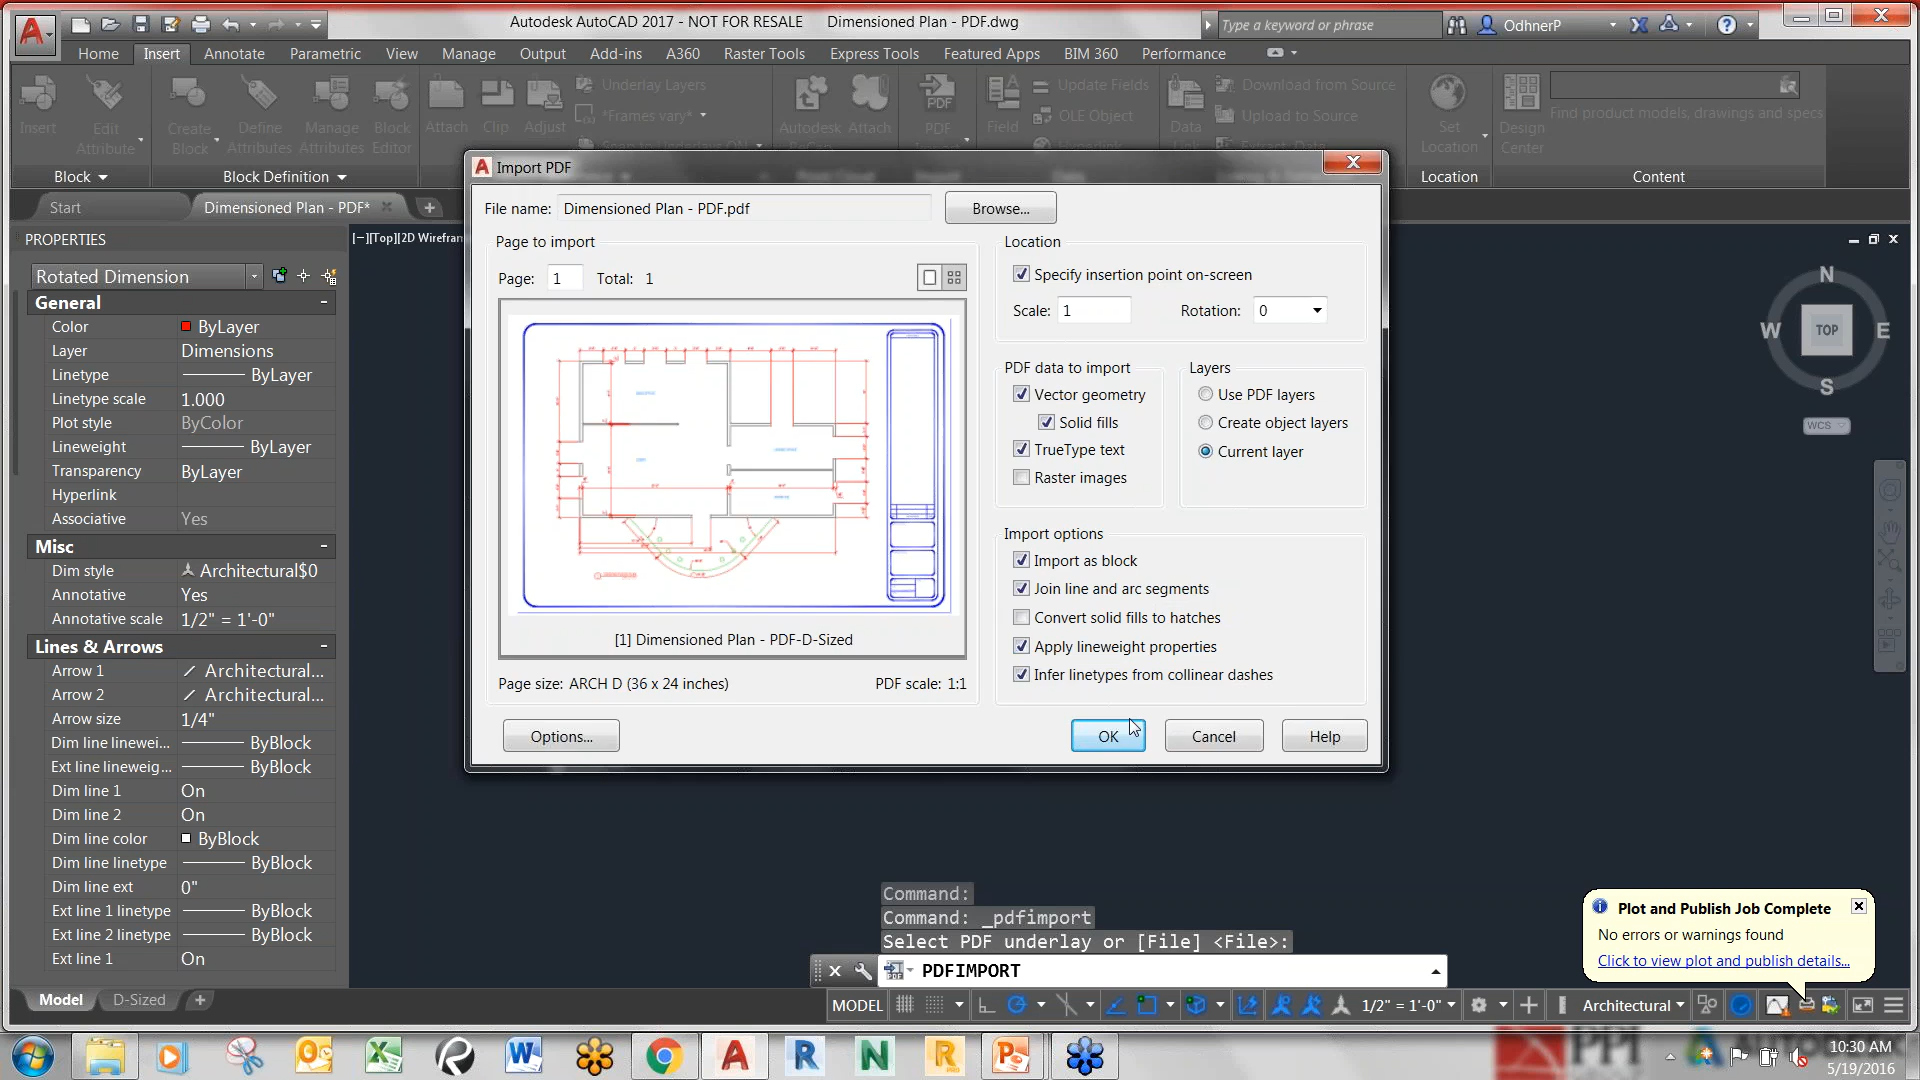 Autodesk AutoCAD 2017 - NOT FOR RESALE    Dimensioned Plan - PDF.dwg
Type a keyword or phrase
OdhnerP
Home Insert Annotate Parametric View Manage Output Add-ins A360 Raster Tools Express Tools Featured Apps BIM 360 Performance
Insert
Edit Attribute
Create Block
Define Attributes
Manage Attributes
Block Editor
Attach
Clip
Adjust
Underlay Layers
*Frames vary*
Snap to Underlays ON
Autodesk ReCap
Attach
PDF Import
Field
Update Fields
OLE Object
Hyperlink
Data
Download from Source
Upload to Source
Extract Data
Set Location
Design Center
Find product models, drawings and specs
Block
Block Definition
Location
Content
Start
Dimensioned Plan - PDF*
PROPERTIES
[−][Top][2D Wirefram
Rotated Dimension
General
Color ByLayer
Layer Dimensions
Linetype ByLayer
Linetype scale 1.000
Plot style ByColor
Lineweight ByLayer
Transparency ByLayer
Hyperlink
Associative Yes
Misc
Dim style Architectural$0
Annotative Yes
Annotative scale 1/2" = 1'-0"
Lines & Arrows
Arrow 1 Architectural...
Arrow 2 Architectural...
Arrow size 1/4"
Dim line linewei... ByBlock
Ext line lineweig... ByBlock
Dim line 1 On
Dim line 2 On
Dim line color ByBlock
Dim line linetype ByBlock
Dim line ext 0"
Ext line 1 linetype ByBlock
Ext line 2 linetype ByBlock
Ext line 1 On
Model
D-Sized
Import PDF
File name: Dimensioned Plan - PDF.pdf
Browse...
Page to import
Page: 1 Total: 1
[1] Dimensioned Plan - PDF-D-Sized
Page size: ARCH D (36 x 24 inches)
PDF scale: 1:1
Location
Specify insertion point on-screen
Scale: 1 Rotation: 0
PDF data to import
Vector geometry
Solid fills
TrueType text
Raster images
Layers
Use PDF layers
Create object layers
Current layer
Import options
Import as block
Join line and arc segments
Convert solid fills to hatches
Apply lineweight properties
Infer linetypes from collinear dashes
Options...
OK
Cancel
Help
N
W
TOP
E
S
WCS
Command:
Command: _pdfimport
Select PDF underlay or [File] <File>:
PDFIMPORT
Plot and Publish Job Complete
No errors or warnings found
Click to view plot and publish details...
MODEL
1/2" = 1'-0"
Architectural
PPI
10:30 AM
5/19/2016